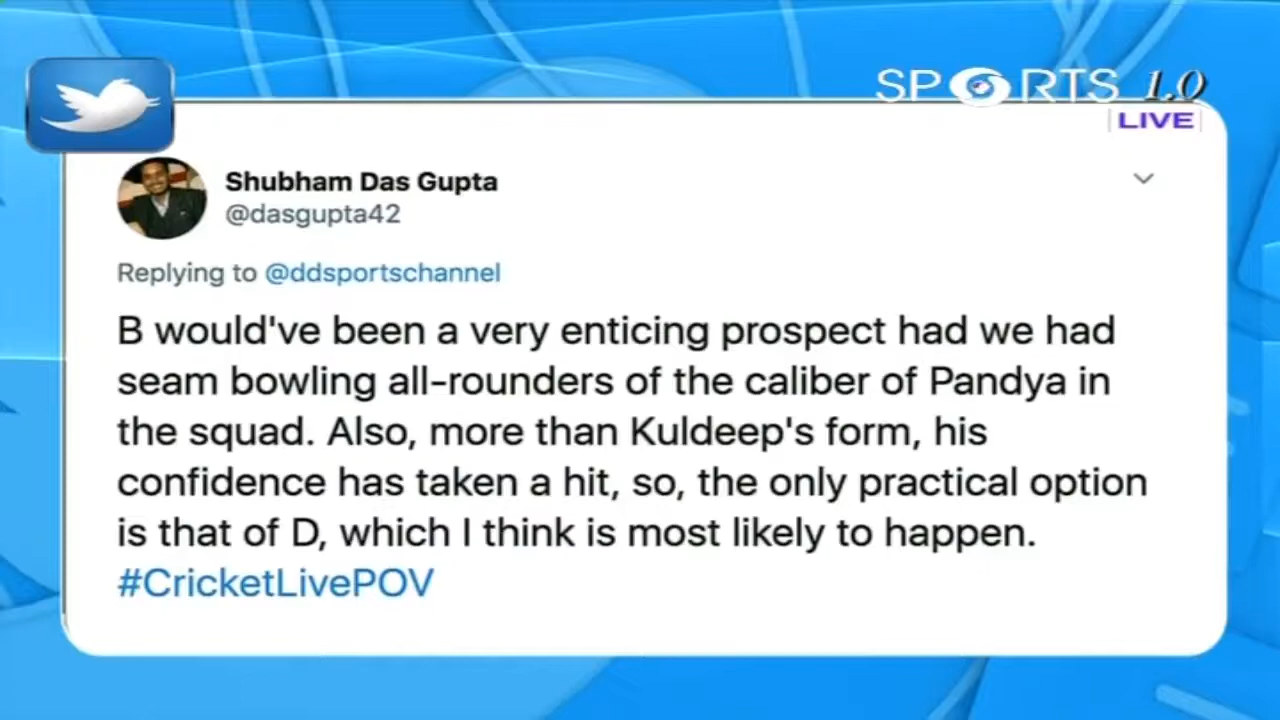 SPORTS 1.0
LIVE
Shubham Das Gupta
@dasgupta42
Replying to @ddsportschannel
B would've been a very enticing prospect had we had
seam bowling all-rounders of the caliber of Pandya in
the squad. Also, more than Kuldeep's form, his
confidence has taken a hit, so, the only practical option
is that of D, which I think is most likely to happen.
#CricketLivePOV